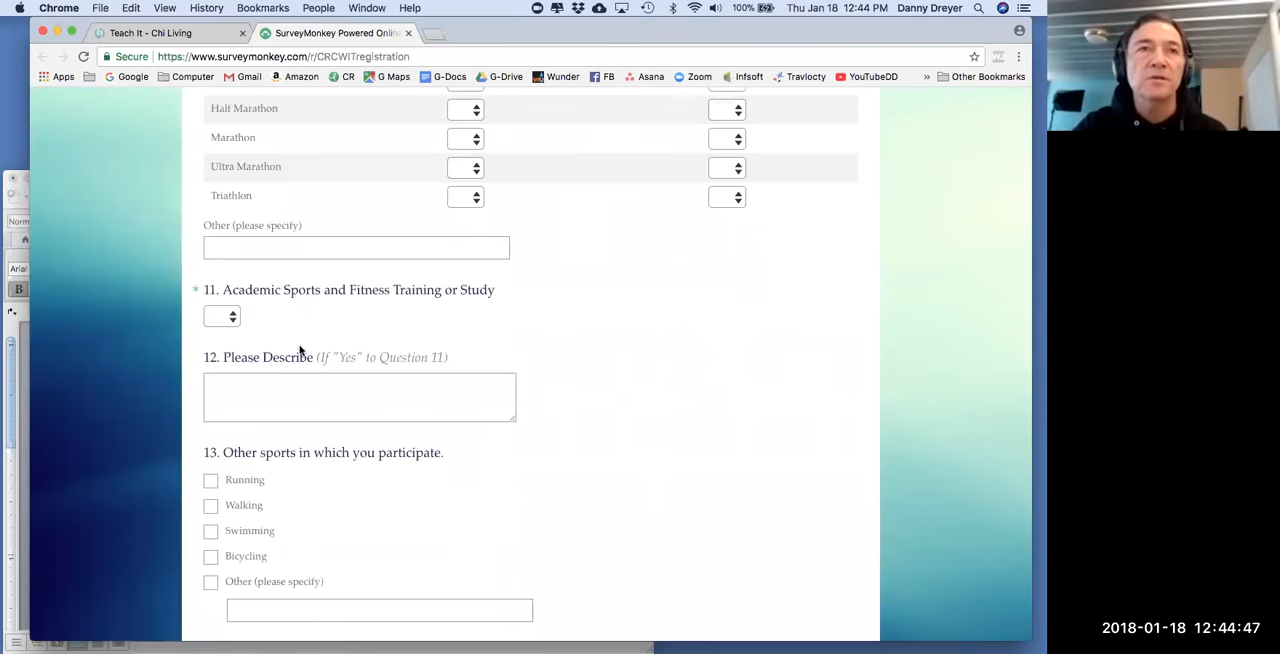 Chrome File Edit View History Bookmarks People Window Help 100% Thu Jan 18 12:44 PM Danny Dreyer
Teach It - Chi Living SurveyMonkey Powered Onlin
Secure https://www.surveymonkey.com/r/CRCWITregistration
Apps Google Computer Gmail Amazon CR G Maps G-Docs G-Drive Wunder FB Asana Zoom Infsoft Travlocty YouTubeDD » Other Bookmarks
Half Marathon
Marathon
Ultra Marathon
Triathlon
Other (please specify)
* 11. Academic Sports and Fitness Training or Study
12. Please Describe (If "Yes" to Question 11)
13. Other sports in which you participate.
Running
Walking
Swimming
Bicycling
Other (please specify)
Norm
Arial
B
2018-01-18 12:44:47